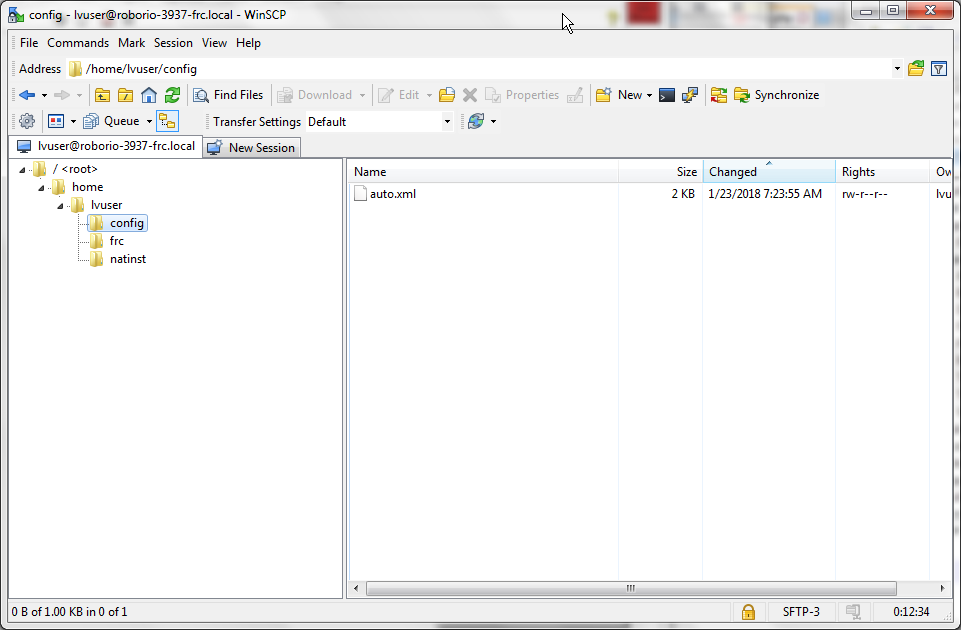 config - lvuser@roborio-3937-frc.local - WinSCP
File Commands Mark Session View Help
Address /home/lvuser/config
Find Files Download Edit Properties New Synchronize
Queue Transfer Settings Default
lvuser@roborio-3937-frc.local New Session
/ <root>
home
lvuser
config
frc
natinst
Name Size Changed Rights Ow
auto.xml 2 KB 1/23/2018 7:23:55 AM rw-r--r-- lvu
0 B of 1.00 KB in 0 of 1 SFTP-3 0:12:34